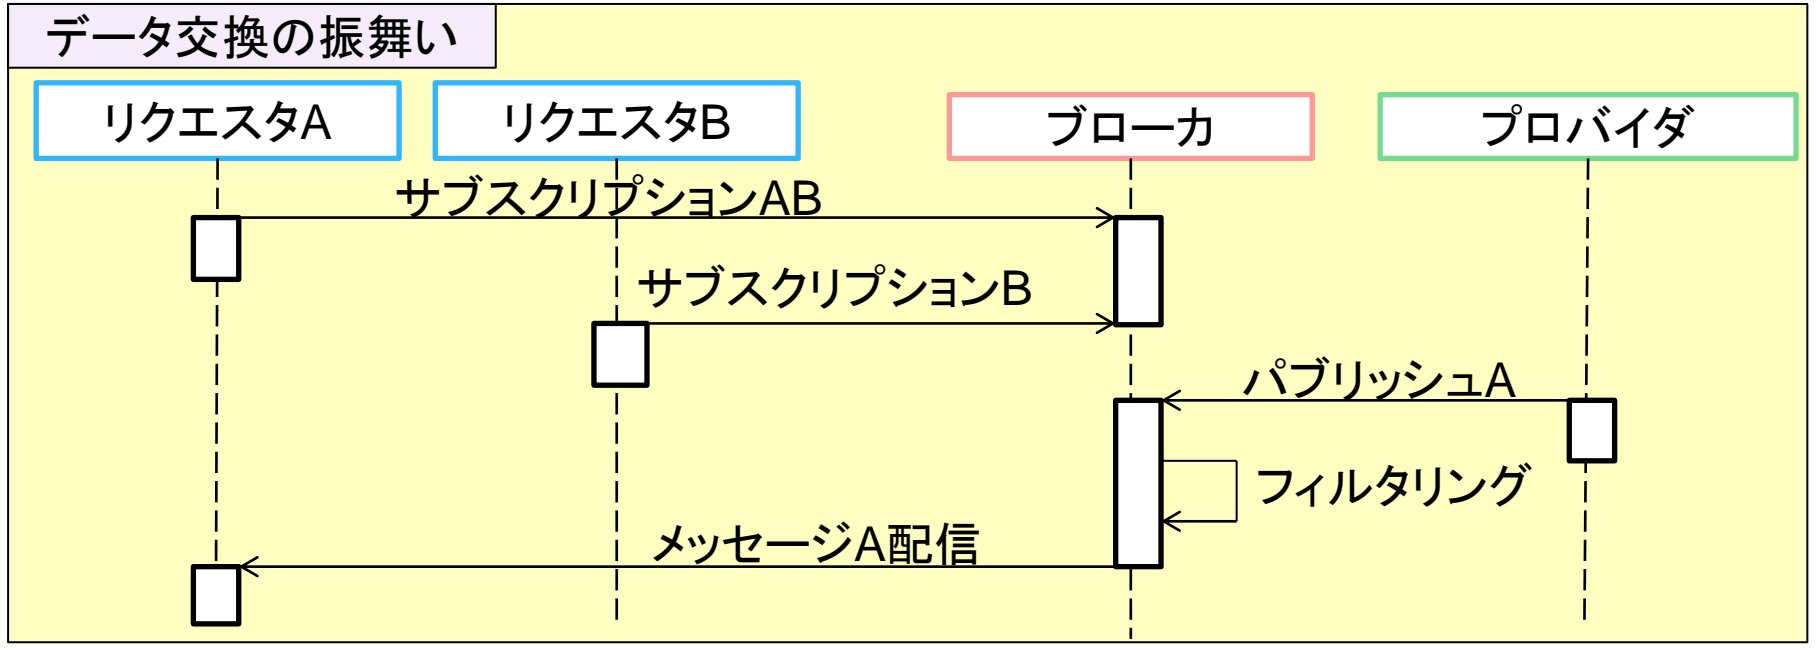 データ交換の振舞い
リクエスタA
リクエスタB
ブローカ
プロバイダ
サブスクリプションAB
サブスクリプションB
パブリッシュA
フィルタリング
メッセージA配信